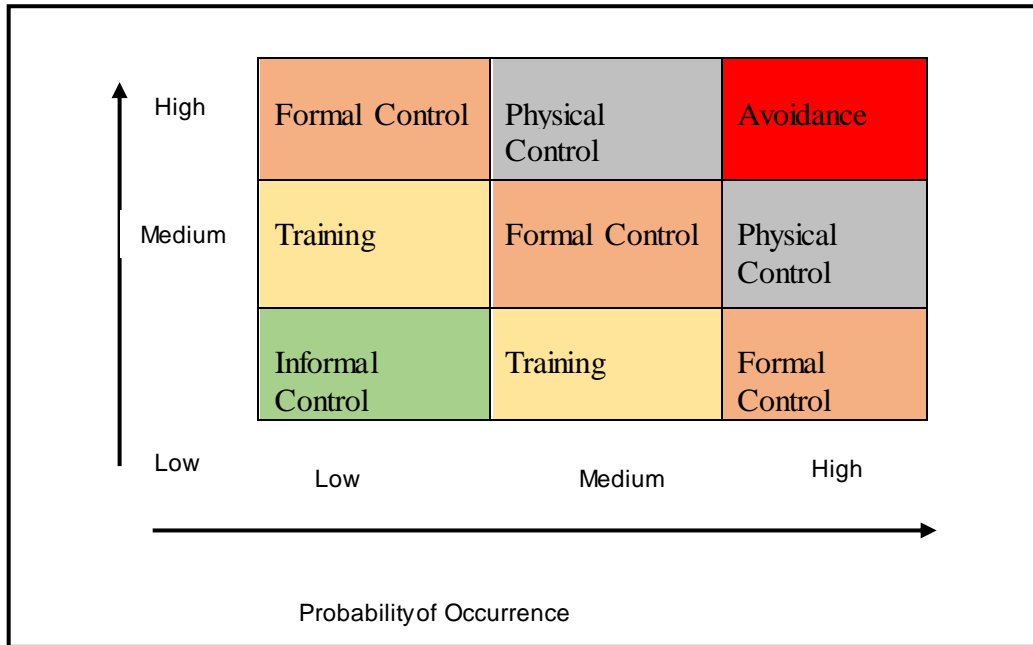 High
Formal Control
Physical
Control
Avoidance
Medium
Training
Formal Control
Physical
Control
Informal
Control
Training
Formal
Control
Low
Low
Medium
High
Probability of Occurrence